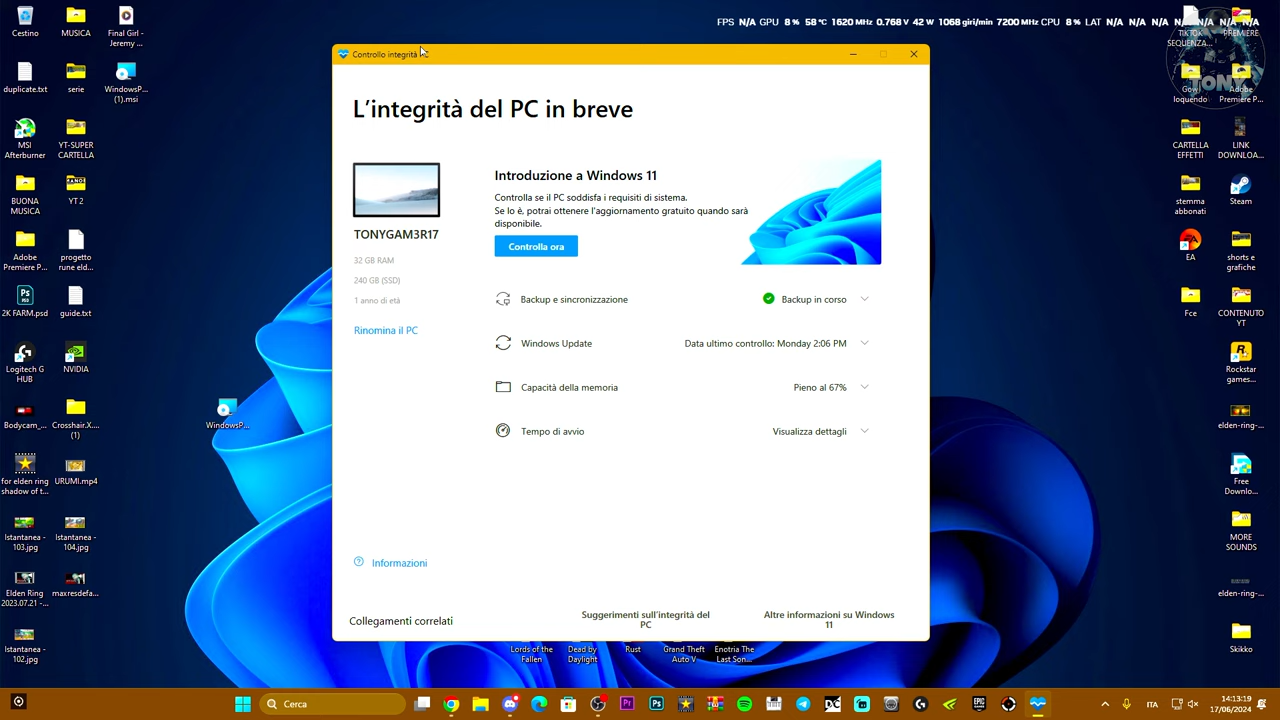 FPS N/A GPU 8 % 58 °C 1620 MHz 0.768 V 42 W 1068 giri/min 7200 MHz CPU 8 % LAT N/A N/A N/A N/A N/A N/A N/A
Cestino
MUSICA
Final Girl -
Jeremy ...
duplicate.txt
serie
WindowsP...
(1).msi
MSI
Afterburner
YT-SUPER
CARTELLA
BUONA
MUSICA
YT 2
Adobe
Premiere P...
progetto
rune eld...
2K FARM.psd
guide.txt
Logitech G
HUB
NVIDIA
Bodycam_...
Crosshair.X....
(1)
WindowsP...
for elden ring
shadow of t...
URUMI.mp4
Istantanea -
103.jpg
Istantanea -
104.jpg
Elden Ring
2023.07.21 -...
maxresdefa...
Istantanea -
102.jpg
Controllo integrità PC
L'integrità del PC in breve
TONYGAM3R17
32 GB RAM
240 GB (SSD)
1 anno di età
Rinomina il PC
Introduzione a Windows 11
Controlla se il PC soddisfa i requisiti di sistema.
Se lo è, potrai ottenere l'aggiornamento gratuito quando sarà
disponibile.
Controlla ora
Backup e sincronizzazione
Backup in corso
Windows Update
Data ultimo controllo: Monday 2:06 PM
Capacità della memoria
Pieno al 67%
Tempo di avvio
Visualizza dettagli
Informazioni
Collegamenti correlati
Suggerimenti sull'integrità del
PC
Altre informazioni su Windows
11
Lords of the
Fallen
Dead by
Daylight
Rust
Grand Theft
Auto V
Enotria The
Last Son...
TIKTOK
SEQUENZA...
PREMIERE
TONY
Gow
loquendo
Adobe
Premiere P...
CARTELLA
EFFETTI
LINK
DOWNLOA...
stemma
abbonati
Steam
EA
shorts e
grafiche
Fce
CONTENUTO
YT
Rockstar
games...
elden-ring-...
Free
Downlo...
MORE
SOUNDS
elden-ring-...
Skikko
Cerca
ITA
14:13:19
17/06/2024